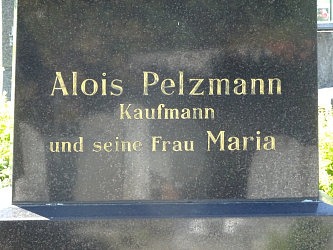 Alois Pelzmann
Kaufmann
und seine Frau Maria